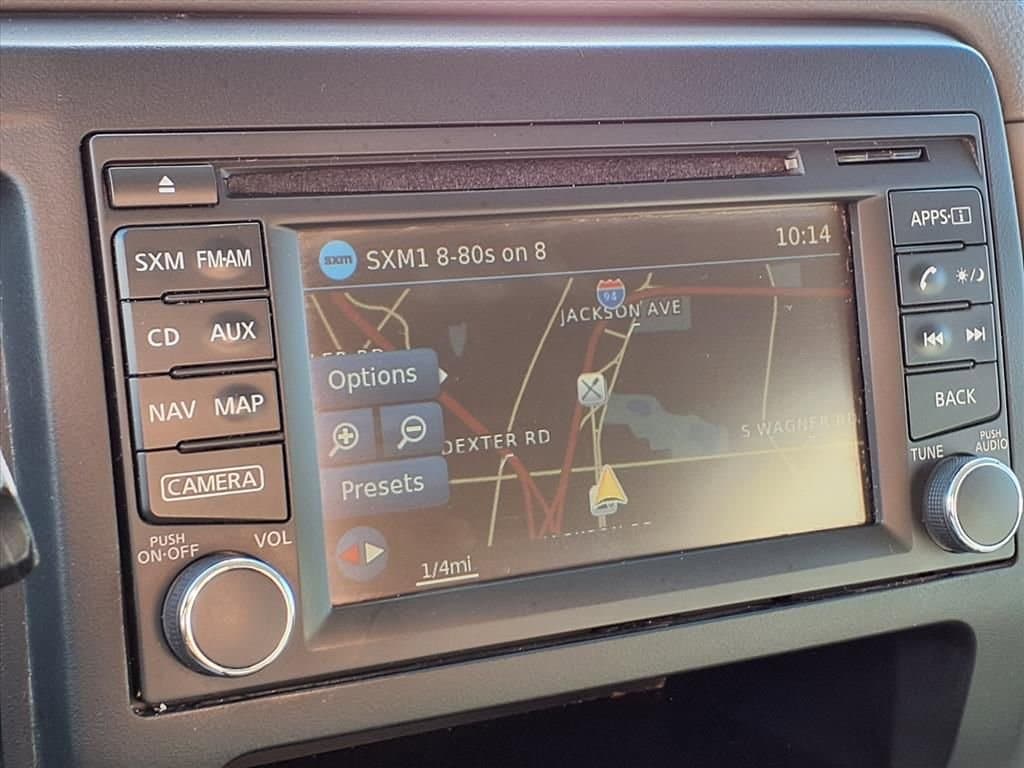 APPS·i
SXM FM·AM
sxm SXM1 8-80s on 8
10:14
94
JACKSON AVE
CD AUX
Options
NAV MAP
BACK
DEXTER RD
S WAGNER RD
TUNE
PUSH
AUDIO
CAMERA
Presets
PUSH
ON·OFF
VOL
1/4mi